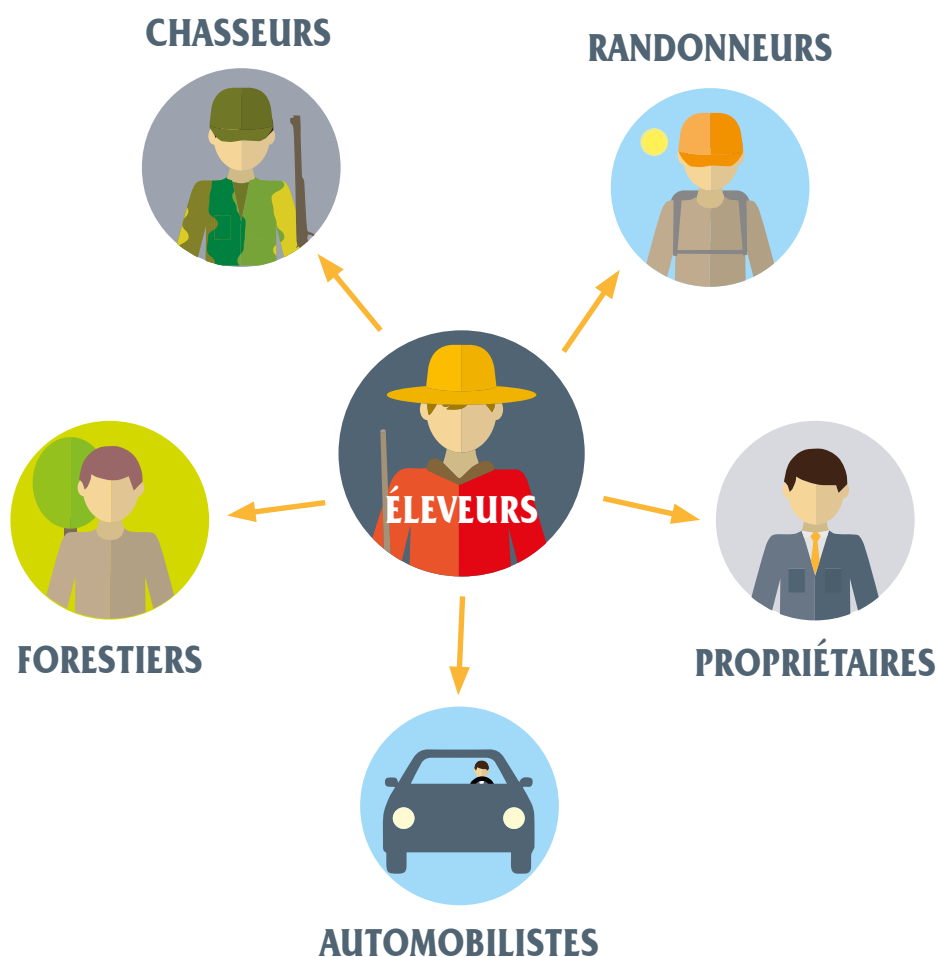 CHASSEURS
RANDONNEURS
ÉLEVEURS
FORESTIERS
PROPRIÉTAIRES
AUTOMOBILISTES